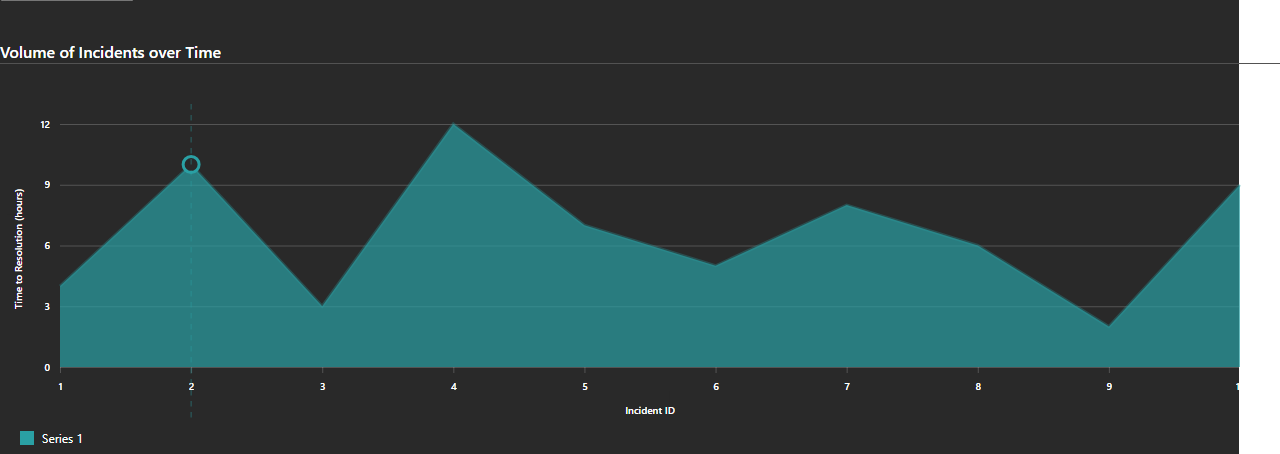 Volume of Incidents over Time
12
9
6
3
0
Time to Resolution (hours)
1 2 3 4 5 6 7 8 9 1
Incident ID
Series 1